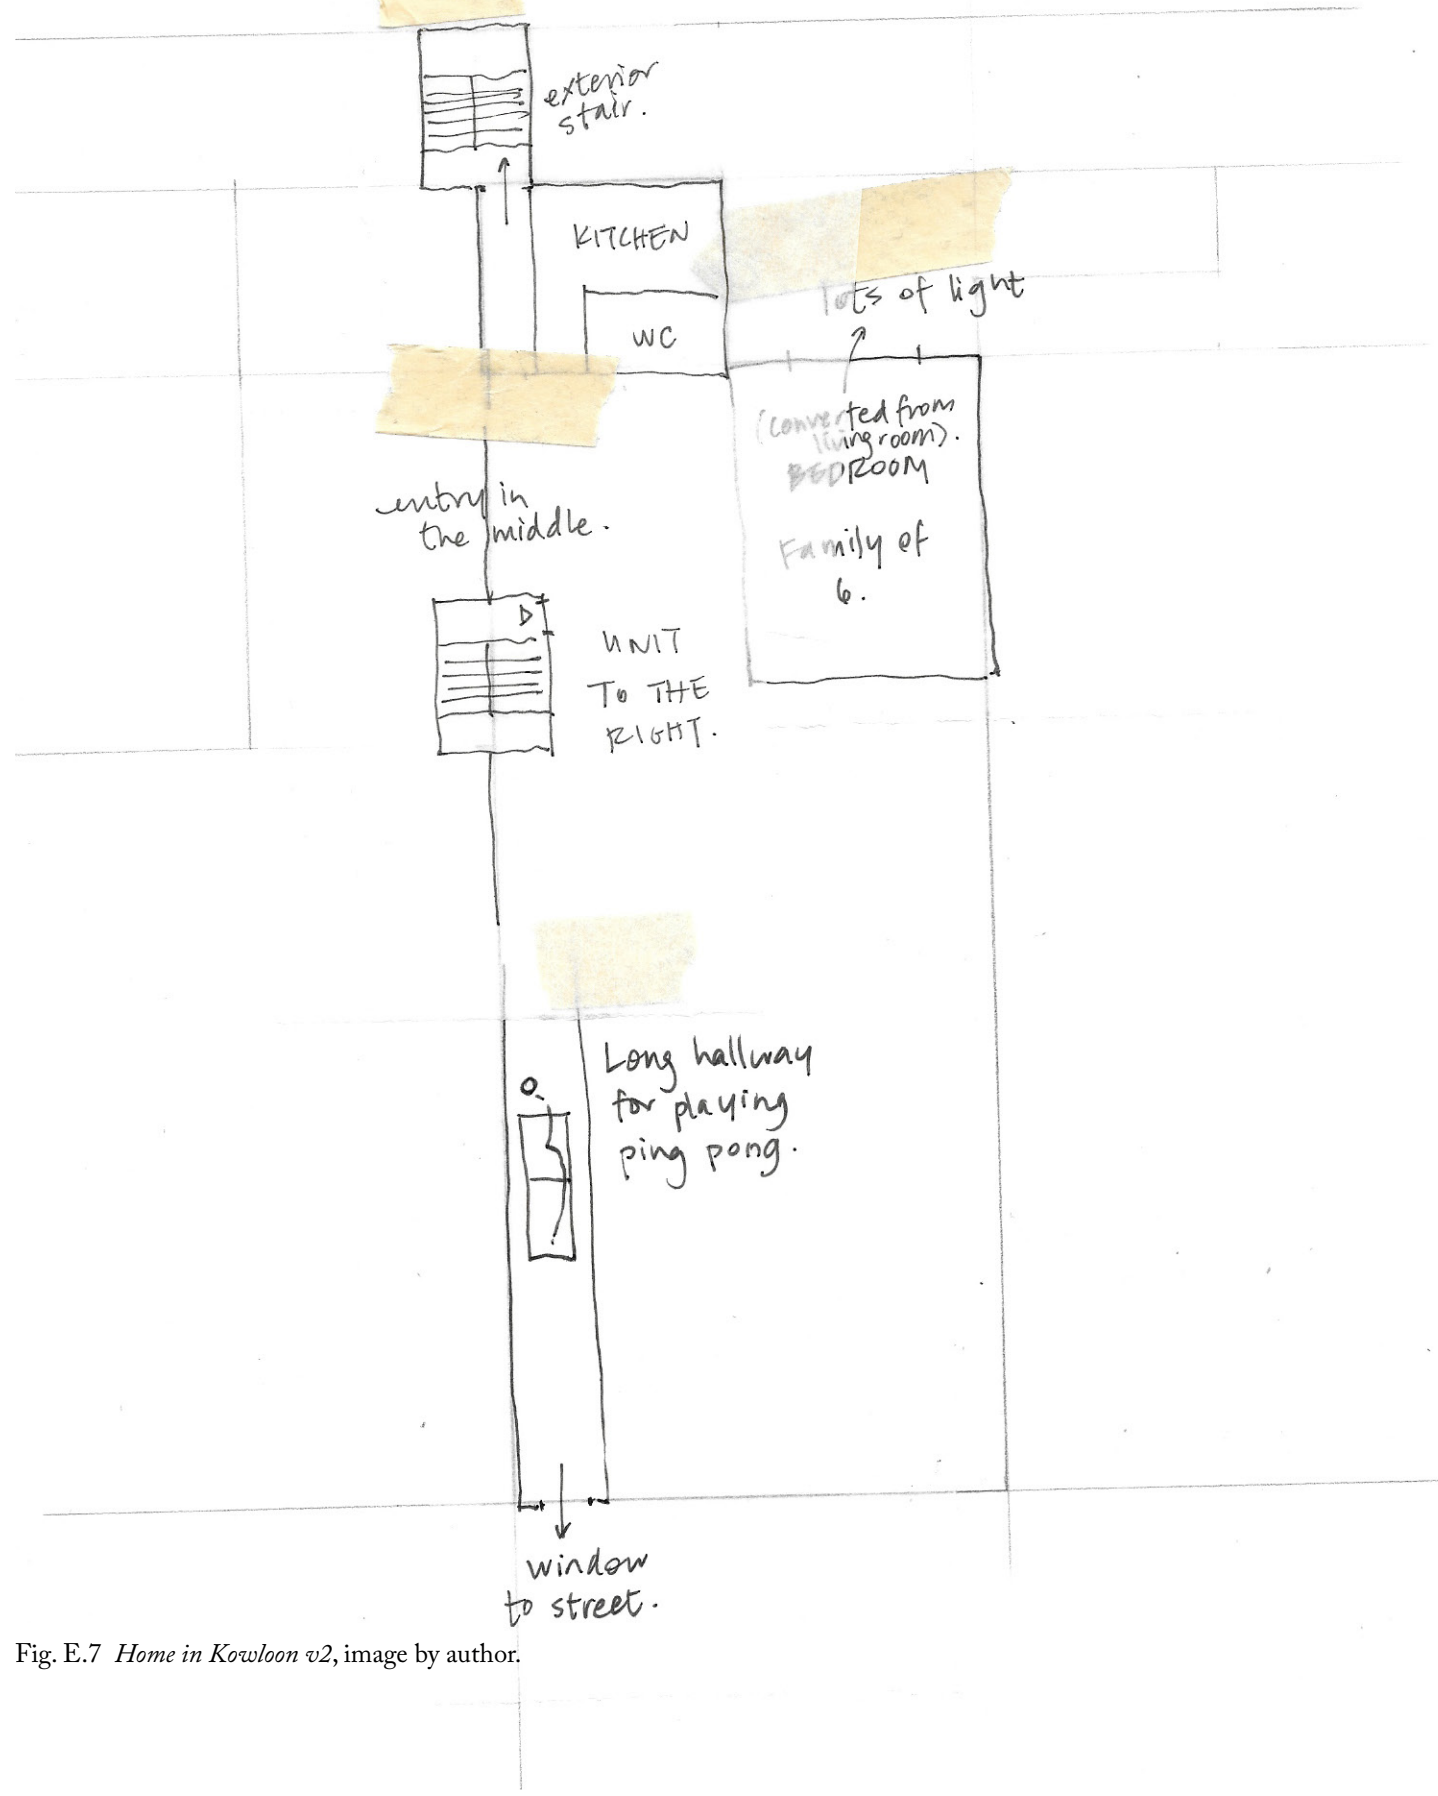 exterior
stair.
KITCHEN
WC
lots of light
(converted from
living room).
BEDROOM
Family of
6.
entry in
the middle.
D
UNIT
TO THE
RIGHT.
Long hallway
for playing
ping pong.
window
to street.
Fig. E.7 Home in Kowloon v2, image by author.